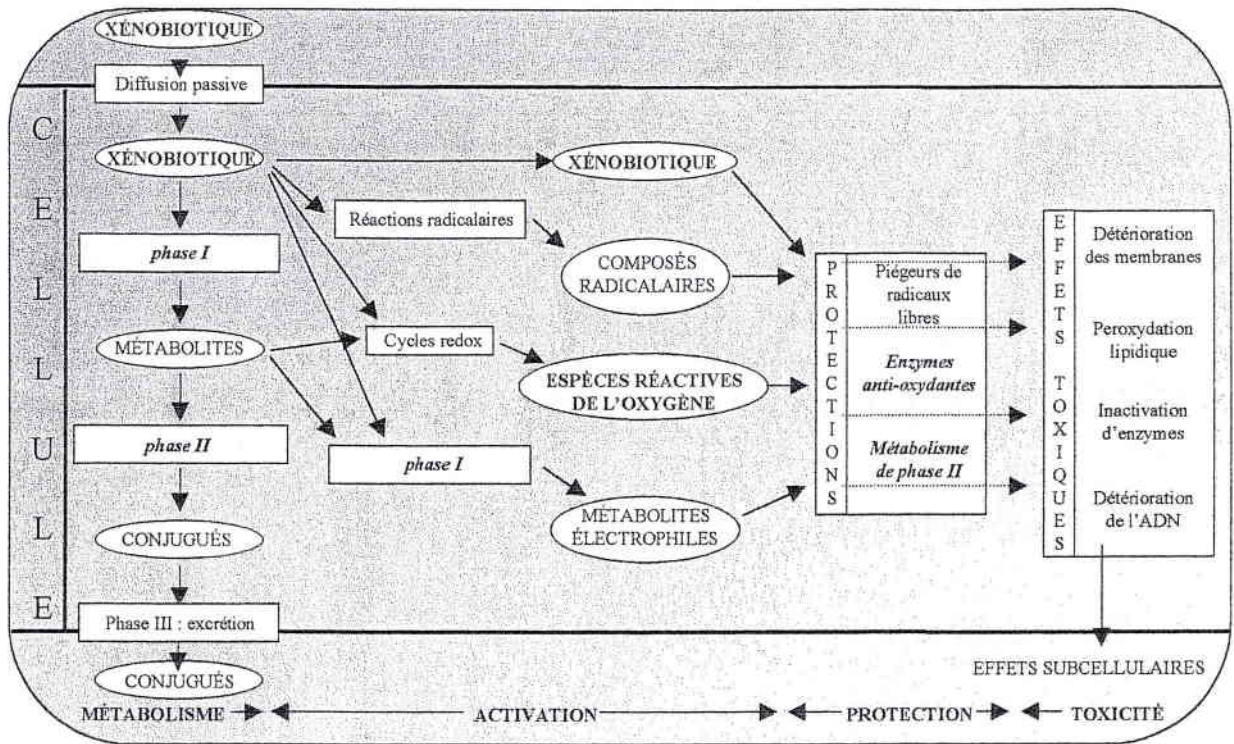 XÉNOBIOTIQUE
Diffusion passive
CELLULE
XÉNOBIOTIQUE
phase I
MÉTABOLITES
phase II
CONJUGUÉS
Phase III : excrétion
CONJUGUÉS
XÉNOBIOTIQUE
Réactions radicalaires
COMPOSÉS
RADICALAIRES
Cycles redox
ESPÈCES RÉACTIVES
DE L'OXYGÈNE
phase I
MÉTABOLITES
ÉLECTROPHILES
PROTECTIONS
Piégeurs de
radicaux
libres
Enzymes
anti-oxydantes
Métabolisme
de phase II
EFFETS TOXIQUES
Détérioration
des membranes
Peroxydation
lipidique
Inactivation
d'enzymes
Détérioration
de l'ADN
EFFETS SUBCELLULAIRES
MÉTABOLISME
ACTIVATION
PROTECTION
TOXICITÉ